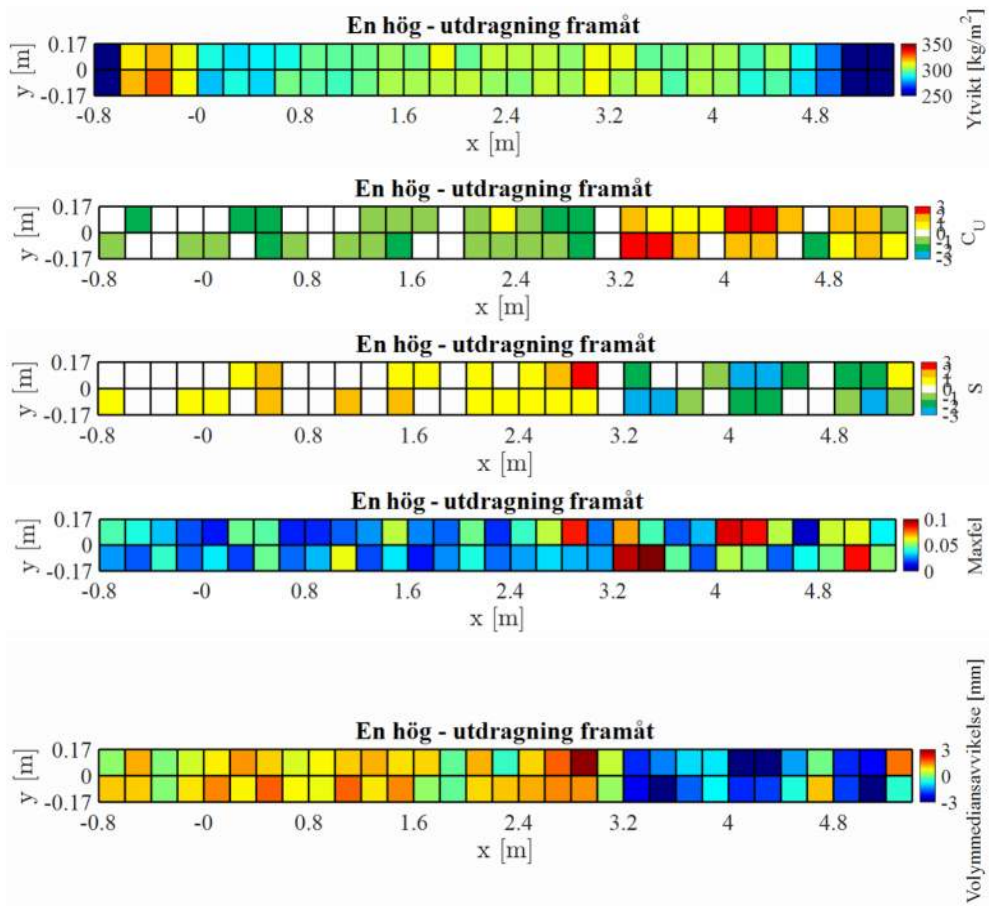 En hög - utdragning framåt
0.17
0
-0.17
y [m]
-0.8 -0 0.8 1.6 2.4 3.2 4 4.8
x [m]
350
300
250
Ytvikt [kg/m²]
En hög - utdragning framåt
0.17
0
-0.17
y [m]
-0.8 -0 0.8 1.6 2.4 3.2 4 4.8
x [m]
3
0
-3
C_U
En hög - utdragning framåt
0.17
0
-0.17
y [m]
-0.8 -0 0.8 1.6 2.4 3.2 4 4.8
x [m]
3
0
-3
S
En hög - utdragning framåt
0.17
0
-0.17
y [m]
-0.8 -0 0.8 1.6 2.4 3.2 4 4.8
x [m]
0.1
0.05
0
Maxfel
En hög - utdragning framåt
0.17
0
-0.17
y [m]
-0.8 -0 0.8 1.6 2.4 3.2 4 4.8
x [m]
3
0
-3
Volymmediansavvikelse [mm]